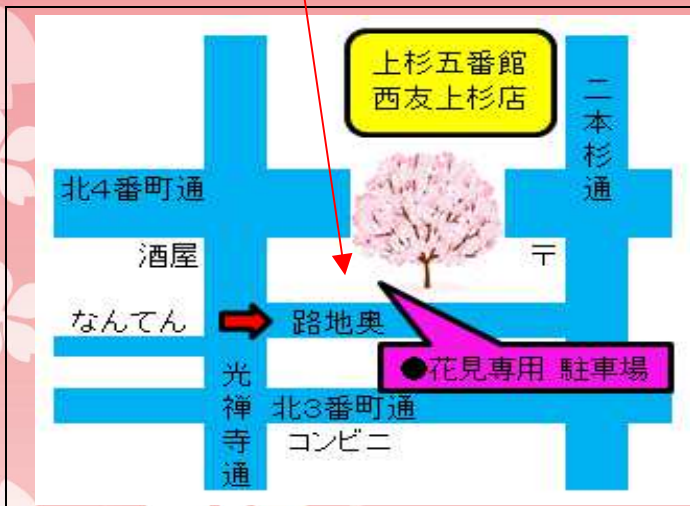 上杉五番館
西友上杉店
二本杉通
北4番町通
酒屋
〒
なんてん
路地奥
●花見専用 駐車場
光禅寺通
北3番町通
コンビニ